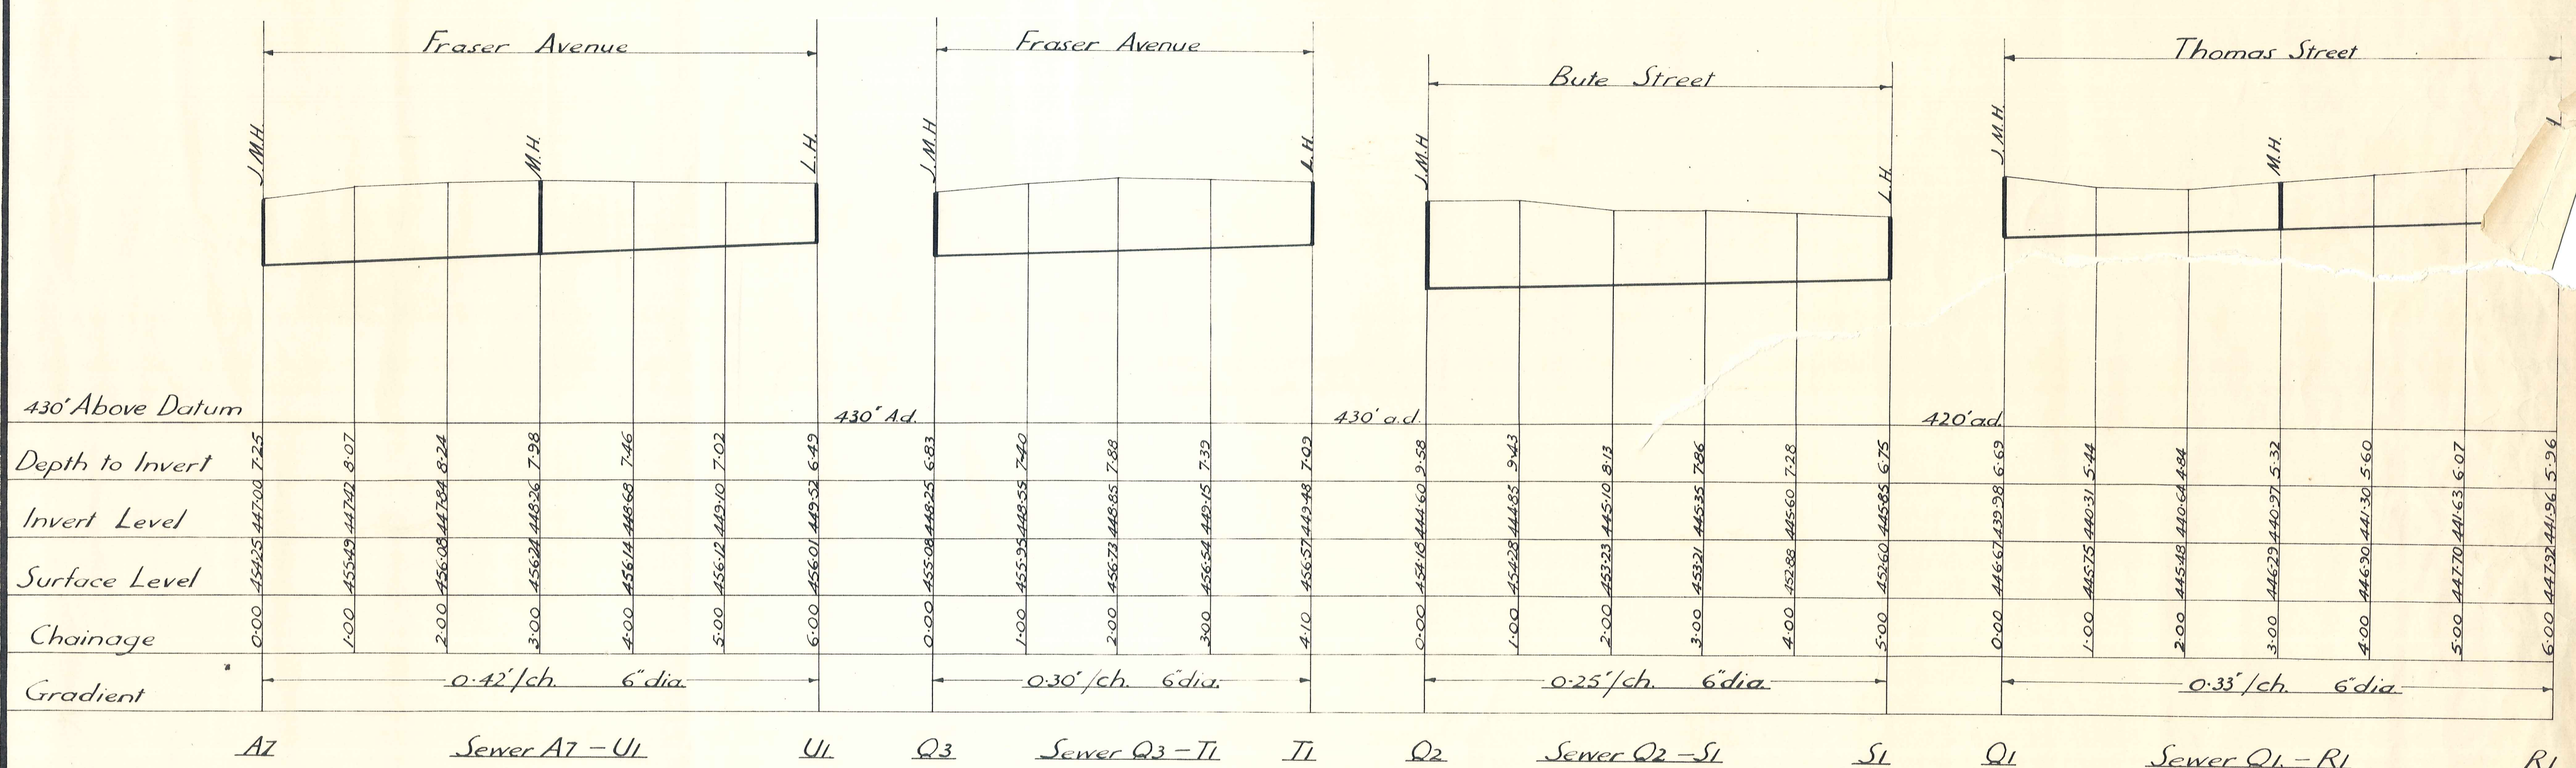 Fraser Avenue
Fraser Avenue
Bute Street
Thomas Street
J.M.H.
M.H.
L.H.
J.M.H
L.H.
J.M.H
L.H.
J.M.H.
M.H.
430' Above Datum
430' A.d.
430' a.d.
420' a.d.
Depth to Invert 7·25 8·07 8·24 7·98 7·46 7·02 6·49 6·83 7·40 7·88 7·39 7·09 9·58 9·43 8·13 7·86 7·28 6·75 6·69 5·44 4·84 5·32 5·60 6·07 5·96
Invert Level 447·00 447·42 447·84 448·26 448·68 449·10 449·52 448·25 448·55 448·85 449·15 449·48 444·60 444·85 445·10 445·35 445·60 445·85 439·98 440·31 440·64 440·97 441·30 441·63 441·96
Surface Level 454·25 455·49 456·08 456·24 456·14 456·12 456·01 455·08 455·95 456·73 456·54 456·57 454·18 454·28 453·23 453·21 452·88 452·60 446·67 445·75 445·48 446·29 446·90 447·70 447·92
Chainage 0·00 1·00 2·00 3·00 4·00 5·00 6·00 0·00 1·00 2·00 3·00 4·10 0·00 1·00 2·00 3·00 4·00 5·00 0·00 1·00 2·00 3·00 4·00 5·00 6·00
Gradient 0·42'/ch. 6"dia. 0·30'/ch. 6"dia. 0·25'/ch. 6"dia. 0·33'/ch. 6"dia.
A7 Sewer A7 – U1 U1 Q3 Sewer Q3 – T1 T1 Q2 Sewer Q2 – S1 S1 Q1 Sewer Q1 – R1 R1